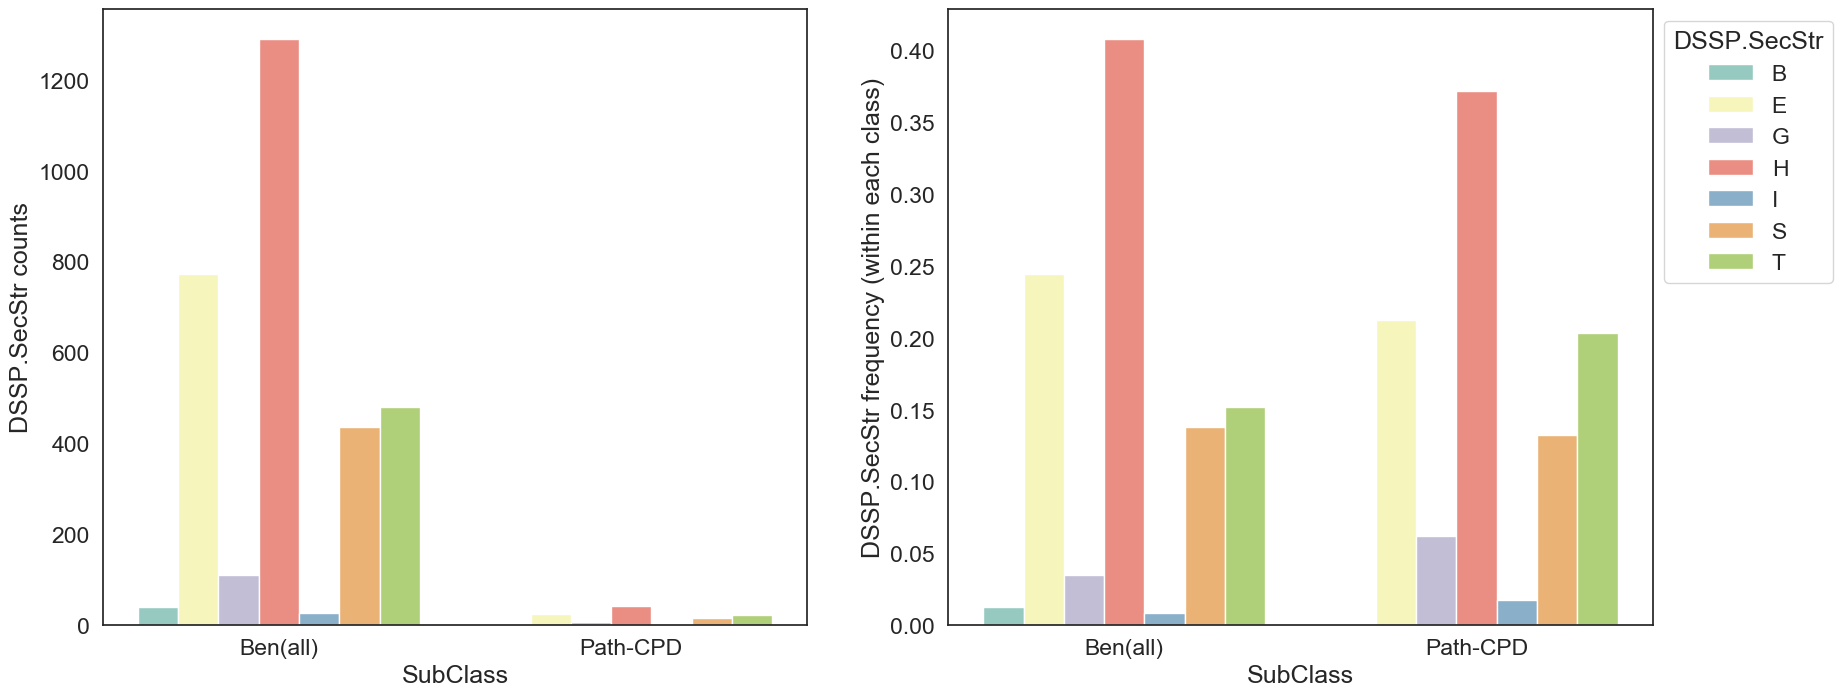 DSSP.SecStr counts
1200
1000
800
600
400
200
0
Ben(all)
Path-CPD
SubClass
DSSP.SecStr frequency (within each class)
0.40
0.35
0.30
0.25
0.20
0.15
0.10
0.05
0.00
Ben(all)
Path-CPD
SubClass
DSSP.SecStr
B
E
G
H
I
S
T